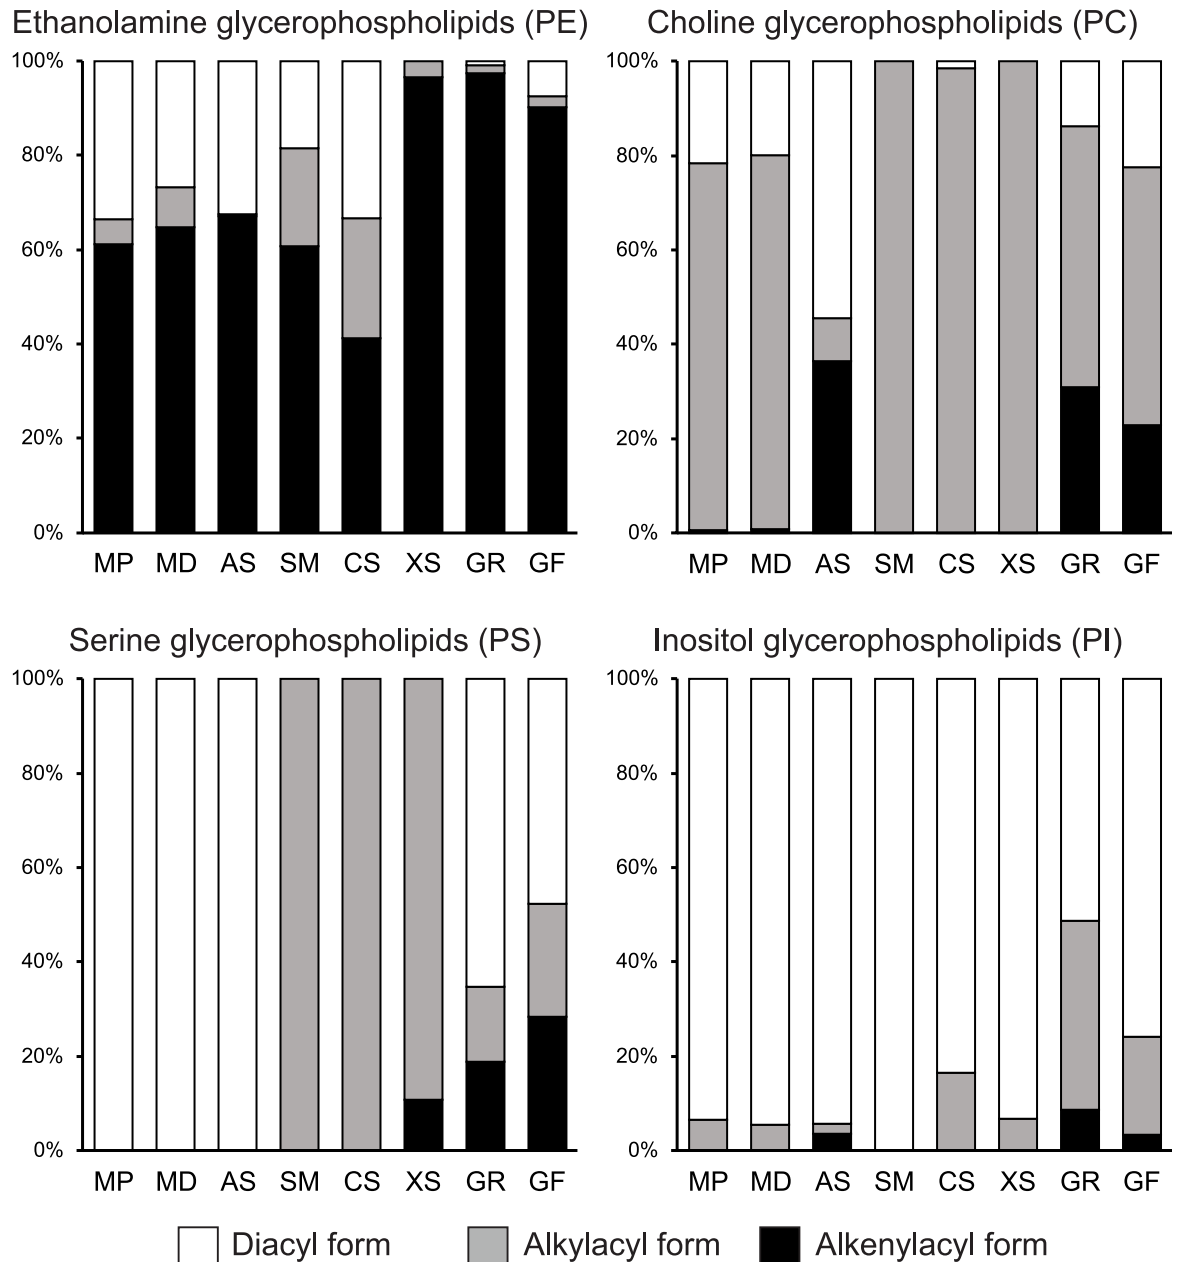 Ethanolamine glycerophospholipids (PE)
100%
80%
60%
40%
20%
0%
MP MD AS SM CS XS GR GF
Choline glycerophospholipids (PC)
100%
80%
60%
40%
20%
0%
MP MD AS SM CS XS GR GF
Serine glycerophospholipids (PS)
100%
80%
60%
40%
20%
0%
MP MD AS SM CS XS GR GF
Inositol glycerophospholipids (PI)
100%
80%
60%
40%
20%
0%
MP MD AS SM CS XS GR GF
Diacyl form Alkylacyl form Alkenylacyl form